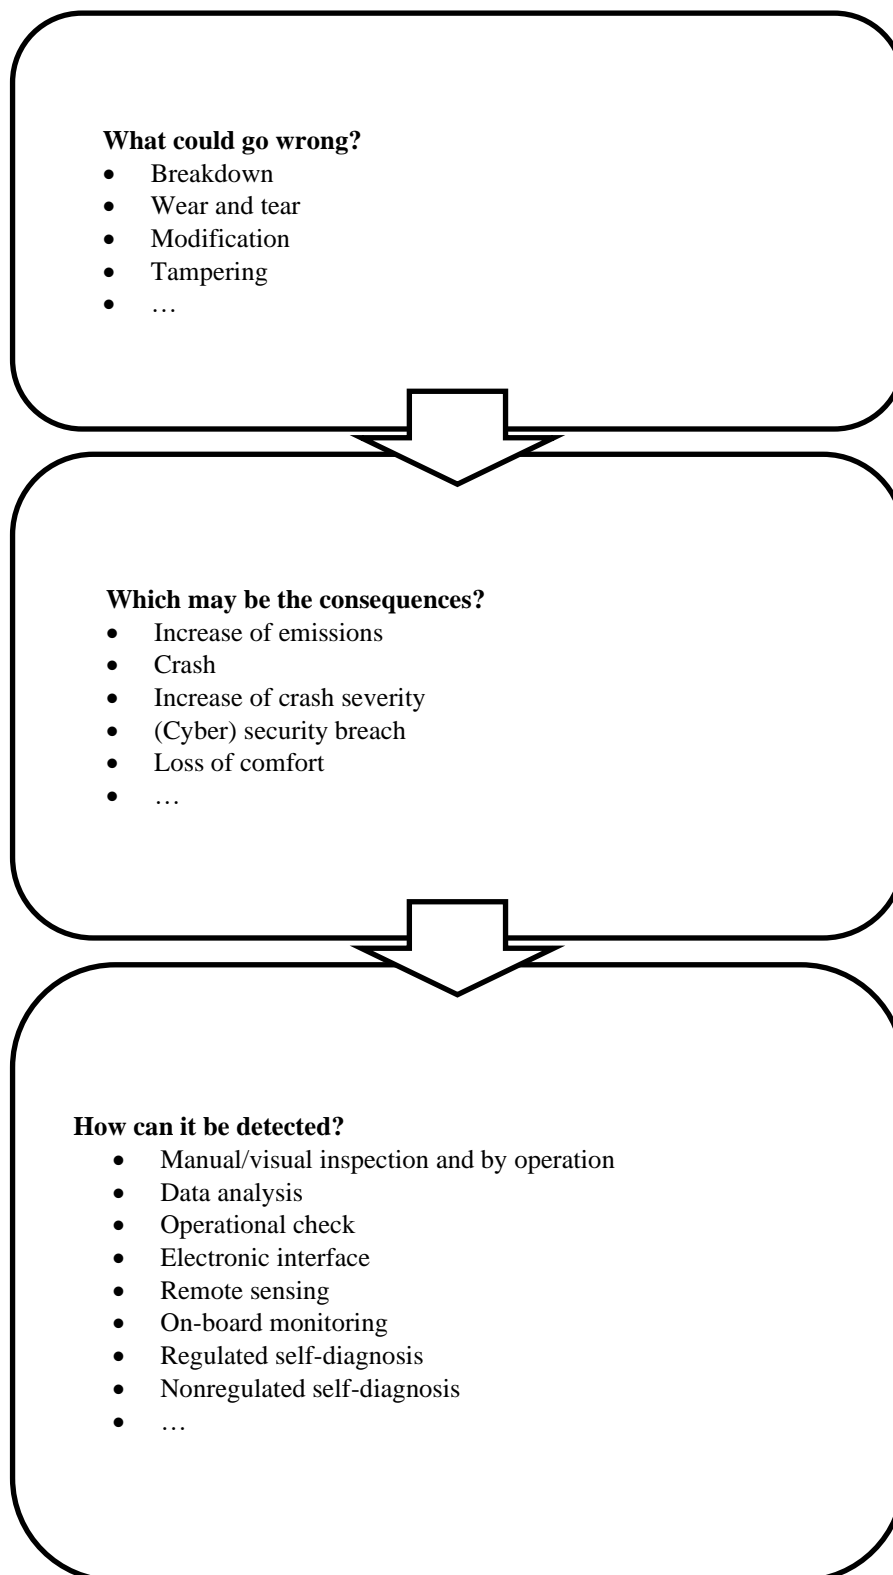 What could go wrong?
• Breakdown
• Wear and tear
• Modification
• Tampering
• …
Which may be the consequences?
• Increase of emissions
• Crash
• Increase of crash severity
• (Cyber) security breach
• Loss of comfort
• …
How can it be detected?
• Manual/visual inspection and by operation
• Data analysis
• Operational check
• Electronic interface
• Remote sensing
• On-board monitoring
• Regulated self-diagnosis
• Nonregulated self-diagnosis
• …